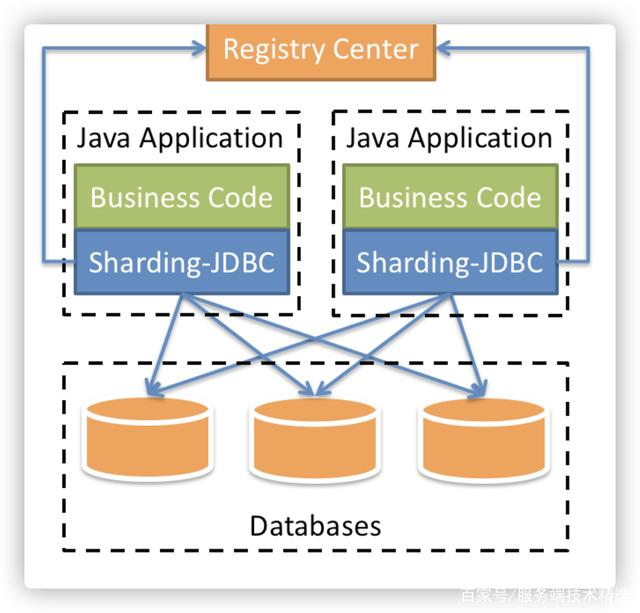 Registry Center
Java Application
Java Application
Business Code
Business Code
Sharding-JDBC
Sharding-JDBC
Databases
百家号/服务端技术精选